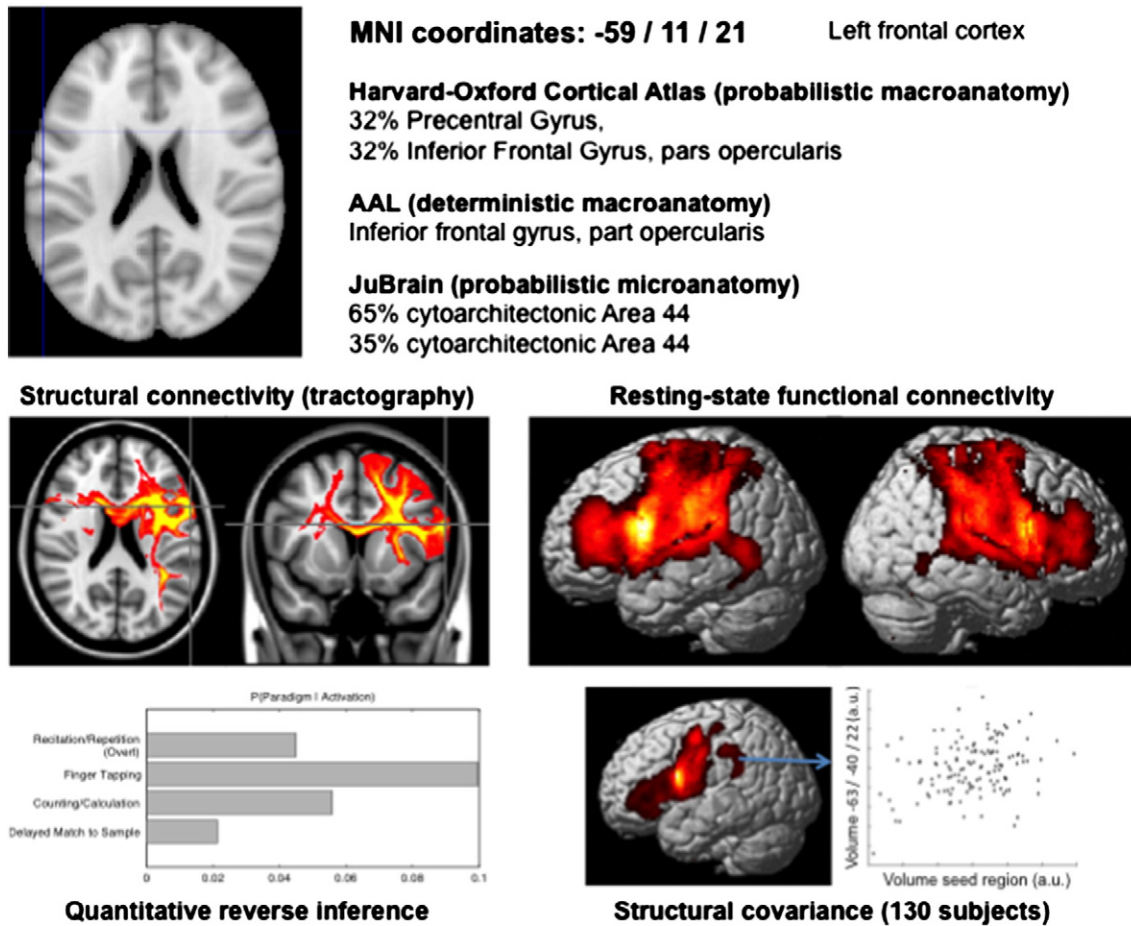 MNI coordinates: -59 / 11 / 21
Left frontal cortex
Harvard-Oxford Cortical Atlas (probabilistic macroanatomy)
32% Precentral Gyrus,
32% Inferior Frontal Gyrus, pars opercularis
AAL (deterministic macroanatomy)
Inferior frontal gyrus, part opercularis
JuBrain (probabilistic microanatomy)
65% cytoarchitectonic Area 44
35% cytoarchitectonic Area 44
Structural connectivity (tractography)
Resting-state functional connectivity
P(Paradigm I Activation)
Recitation/Repetition
(Overt)
Finger Tapping
Counting/Calculation
Delayed Match to Sample
0 0.02 0.04 0.06 0.08 0.1
Quantitative reverse inference
Volume -63 / -40 / 22 (a.u.)
Volume seed region (a.u.)
Structural covariance (130 subjects)